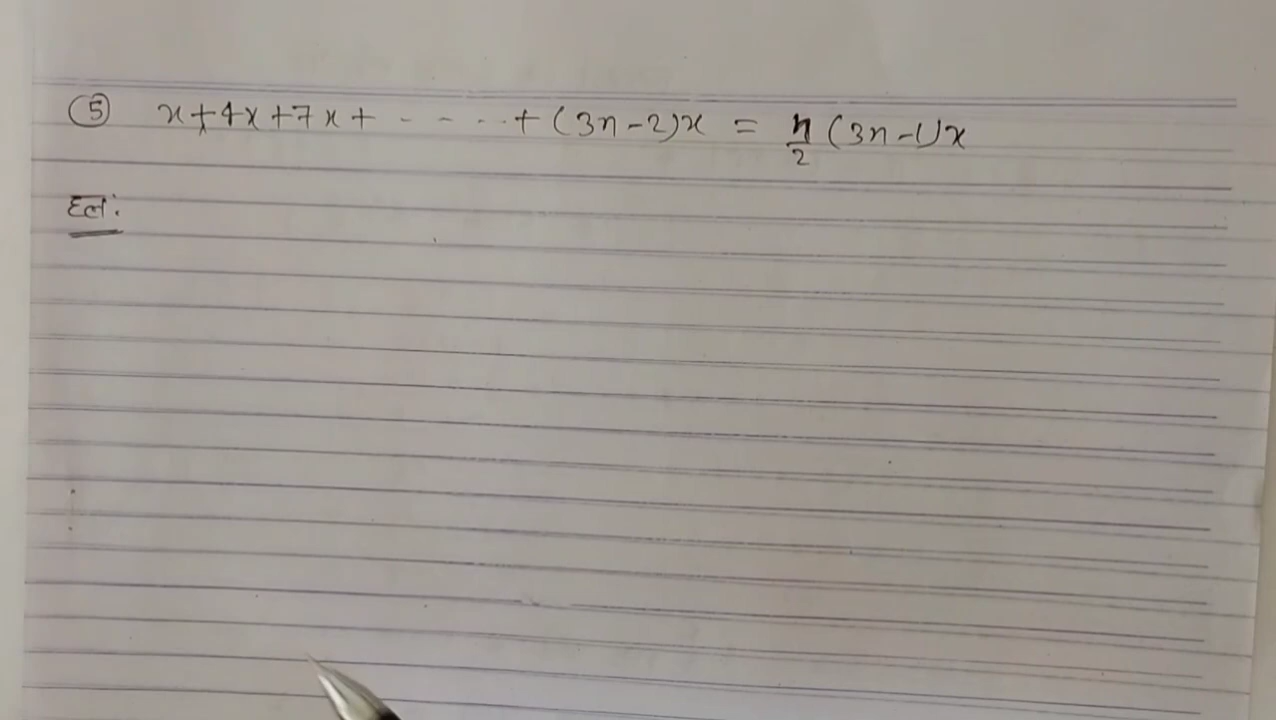 ⑤ x + 4x + 7x + - - - - - + (3n-2)x = n/2 (3n-1)x
हल: